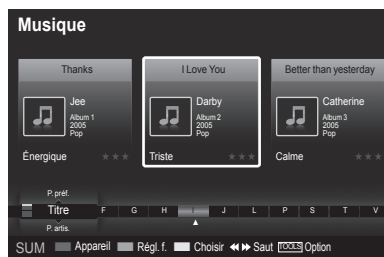 Musique
Thanks
Jee
Album 1
2005
Pop
Énergique
I Love You
Darby
Album 2
2005
Pop
Triste
Better than yesterday
Catherine
Album 3
2005
Pop
Calme
P. préf.
Titre F G H I J L P S T V
P. artis.
SUM Appareil Régl. f. Choisir Saut TOOLS Option